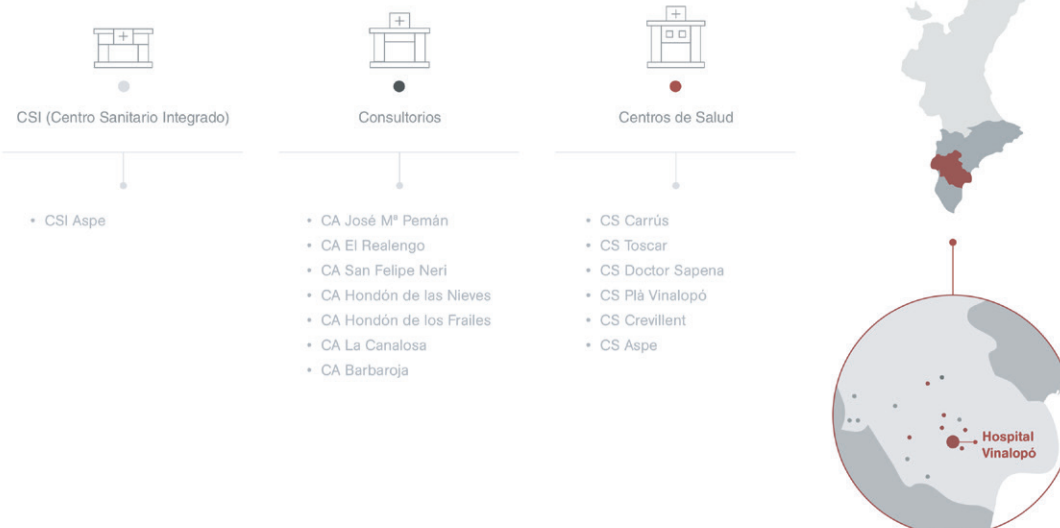 CSI (Centro Sanitario Integrado)
• CSI Aspe
Consultorios
• CA José Mª Pemán
• CA El Realengo
• CA San Felipe Neri
• CA Hondón de las Nieves
• CA Hondón de los Frailes
• CA La Canalosa
• CA Barbaroja
Centros de Salud
• CS Carrús
• CS Toscar
• CS Doctor Sapena
• CS Plà Vinalopó
• CS Crevillent
• CS Aspe
Hospital
Vinalopó